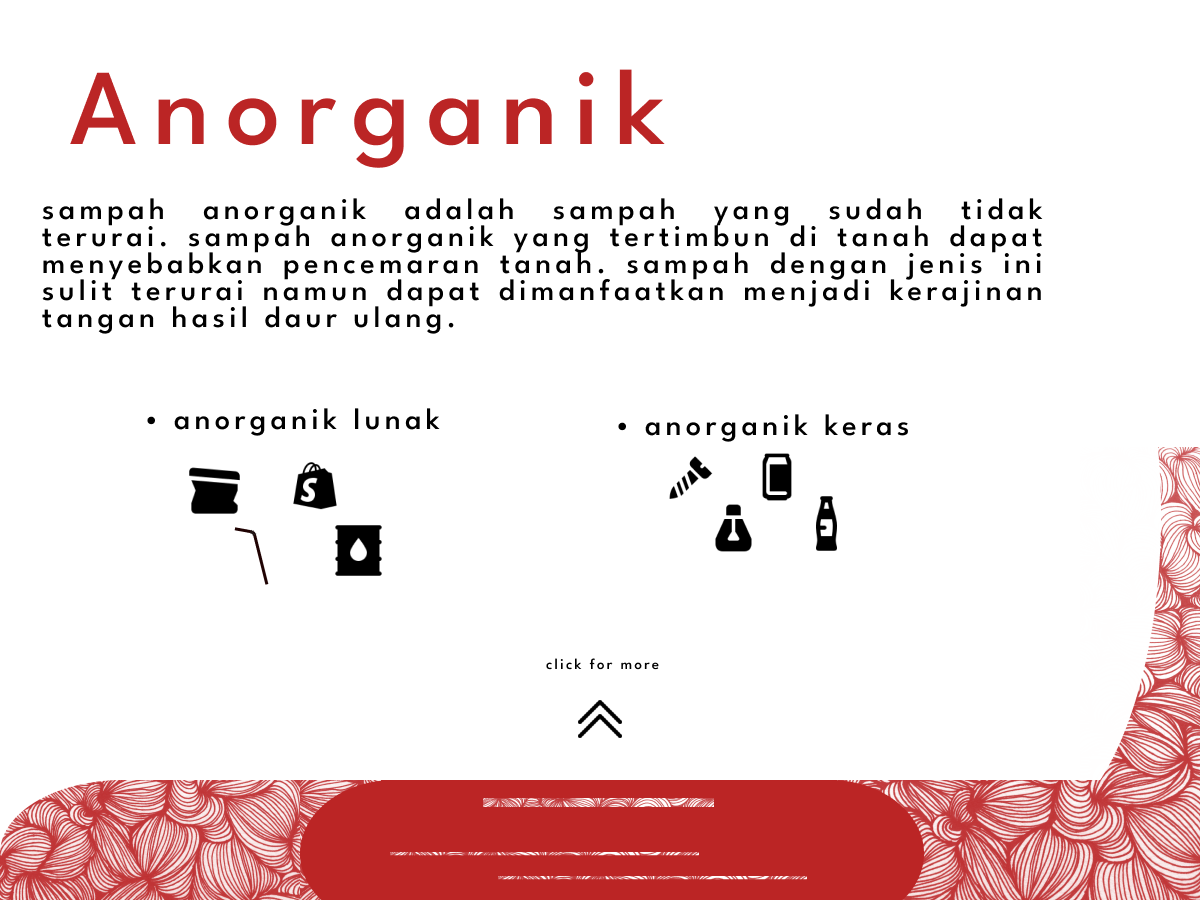 Anorganik
sampah anorganik adalah sampah yang sudah tidak
terurai. sampah anorganik yang tertimbun di tanah dapat
menyebabkan pencemaran tanah. sampah dengan jenis ini
sulit terurai namun dapat dimanfaatkan menjadi kerajinan
tangan hasil daur ulang.
• anorganik lunak
• anorganik keras
S
click for more